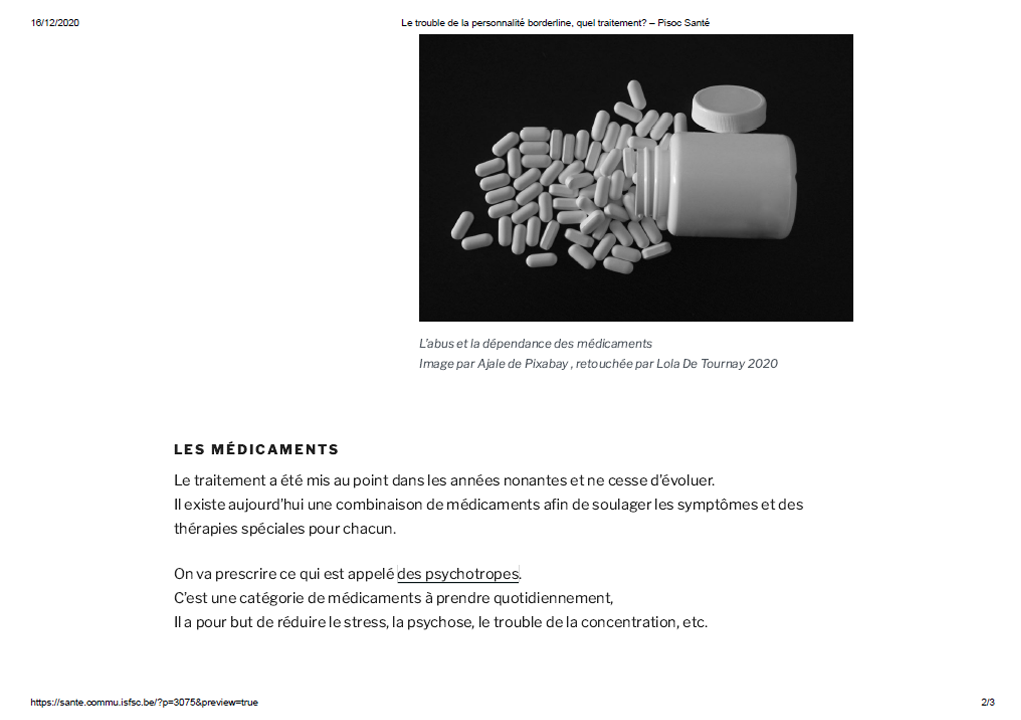 16/12/2020
Le trouble de la personnalité borderline, quel traitement? – Pisoc Santé
L'abus et la dépendance des médicaments
Image par Ajale de Pixabay , retouchée par Lola De Tournay 2020
LES MÉDICAMENTS
Le traitement a été mis au point dans les années nonantes et ne cesse d'évoluer.
Il existe aujourd'hui une combinaison de médicaments afin de soulager les symptômes et des
thérapies spéciales pour chacun.
On va prescrire ce qui est appelé des psychotropes.
C'est une catégorie de médicaments à prendre quotidiennement,
Il a pour but de réduire le stress, la psychose, le trouble de la concentration, etc.
https://sante.commu.isfsc.be/?p=3075&preview=true
2/3